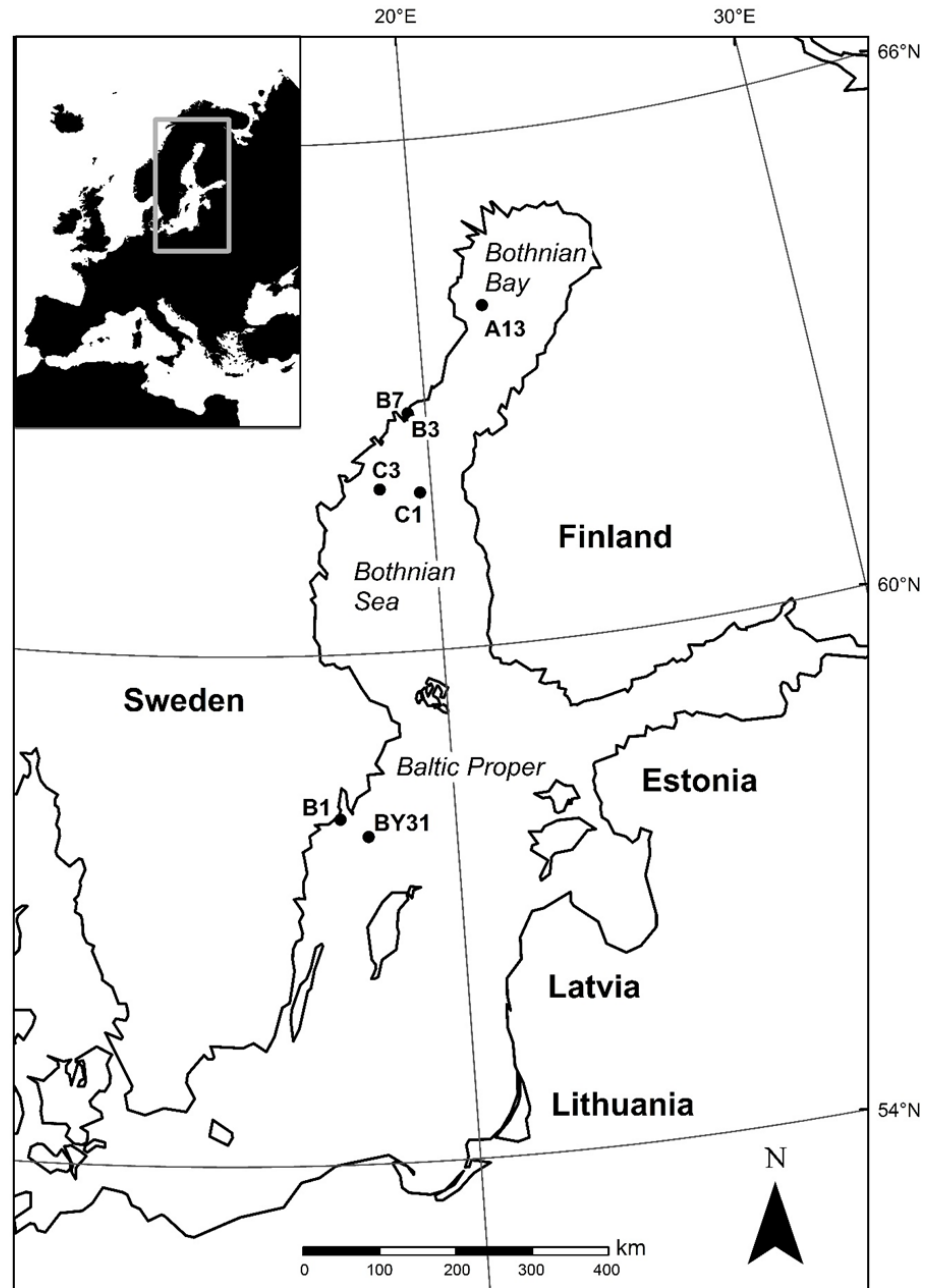 20°E
30°E
66°N
Bothnian
Bay
A13
B7
B3
C3
C1
Finland
Bothnian
Sea
60°N
Sweden
Baltic Proper
Estonia
B1
BY31
Latvia
Lithuania
54°N
N
km
0 100 200 300 400